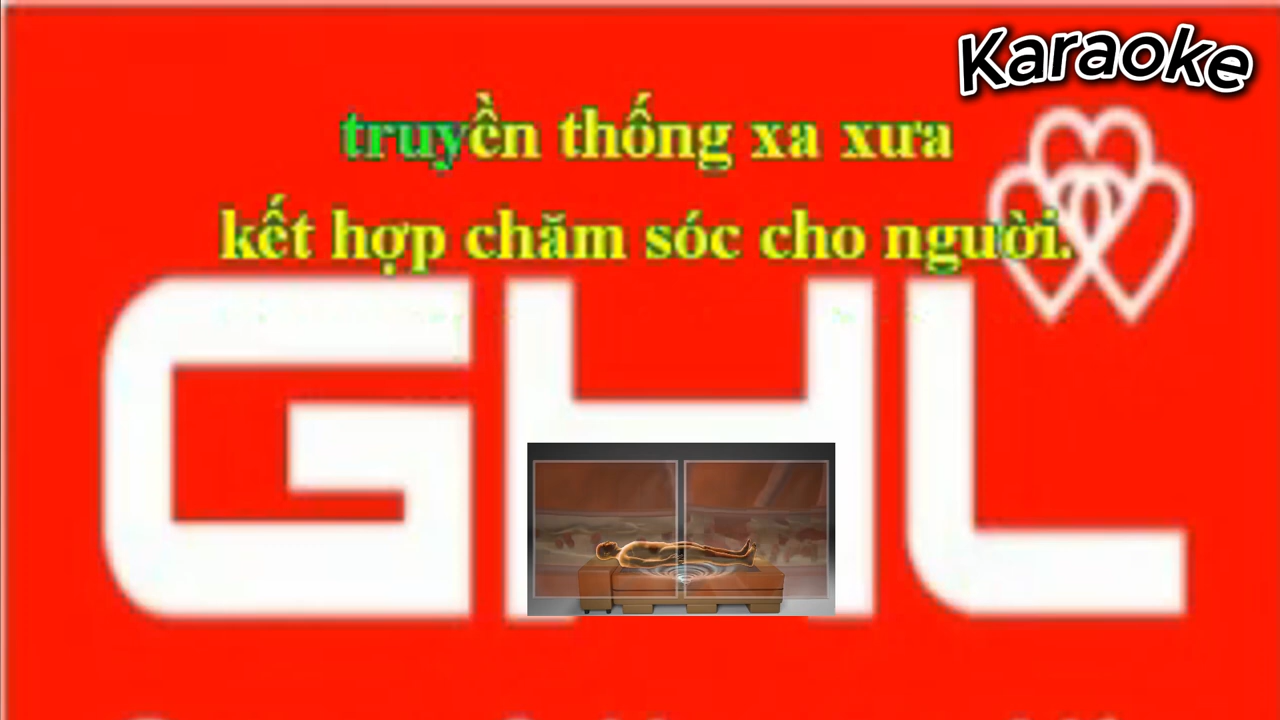 Karaoke
truyền thống xa xưa
kết hợp chăm sóc cho người.
GHL